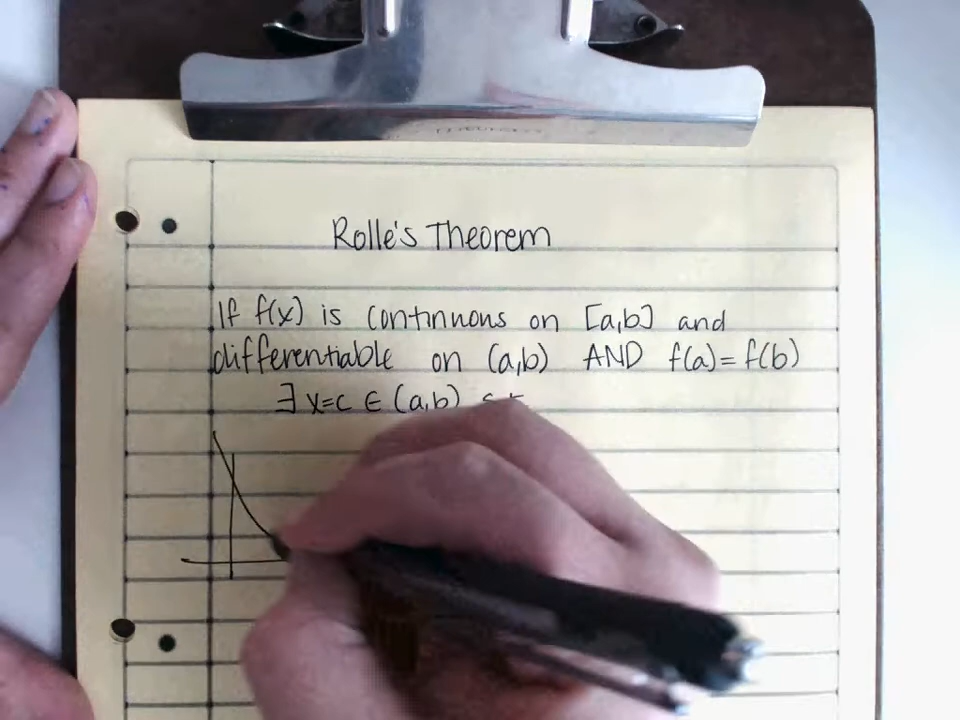 Rolle's Theorem
If f(x) is continuous on [a,b] and
differentiable on (a,b) AND f(a)=f(b)
∃ x=c ∈ (a,b) s.t.